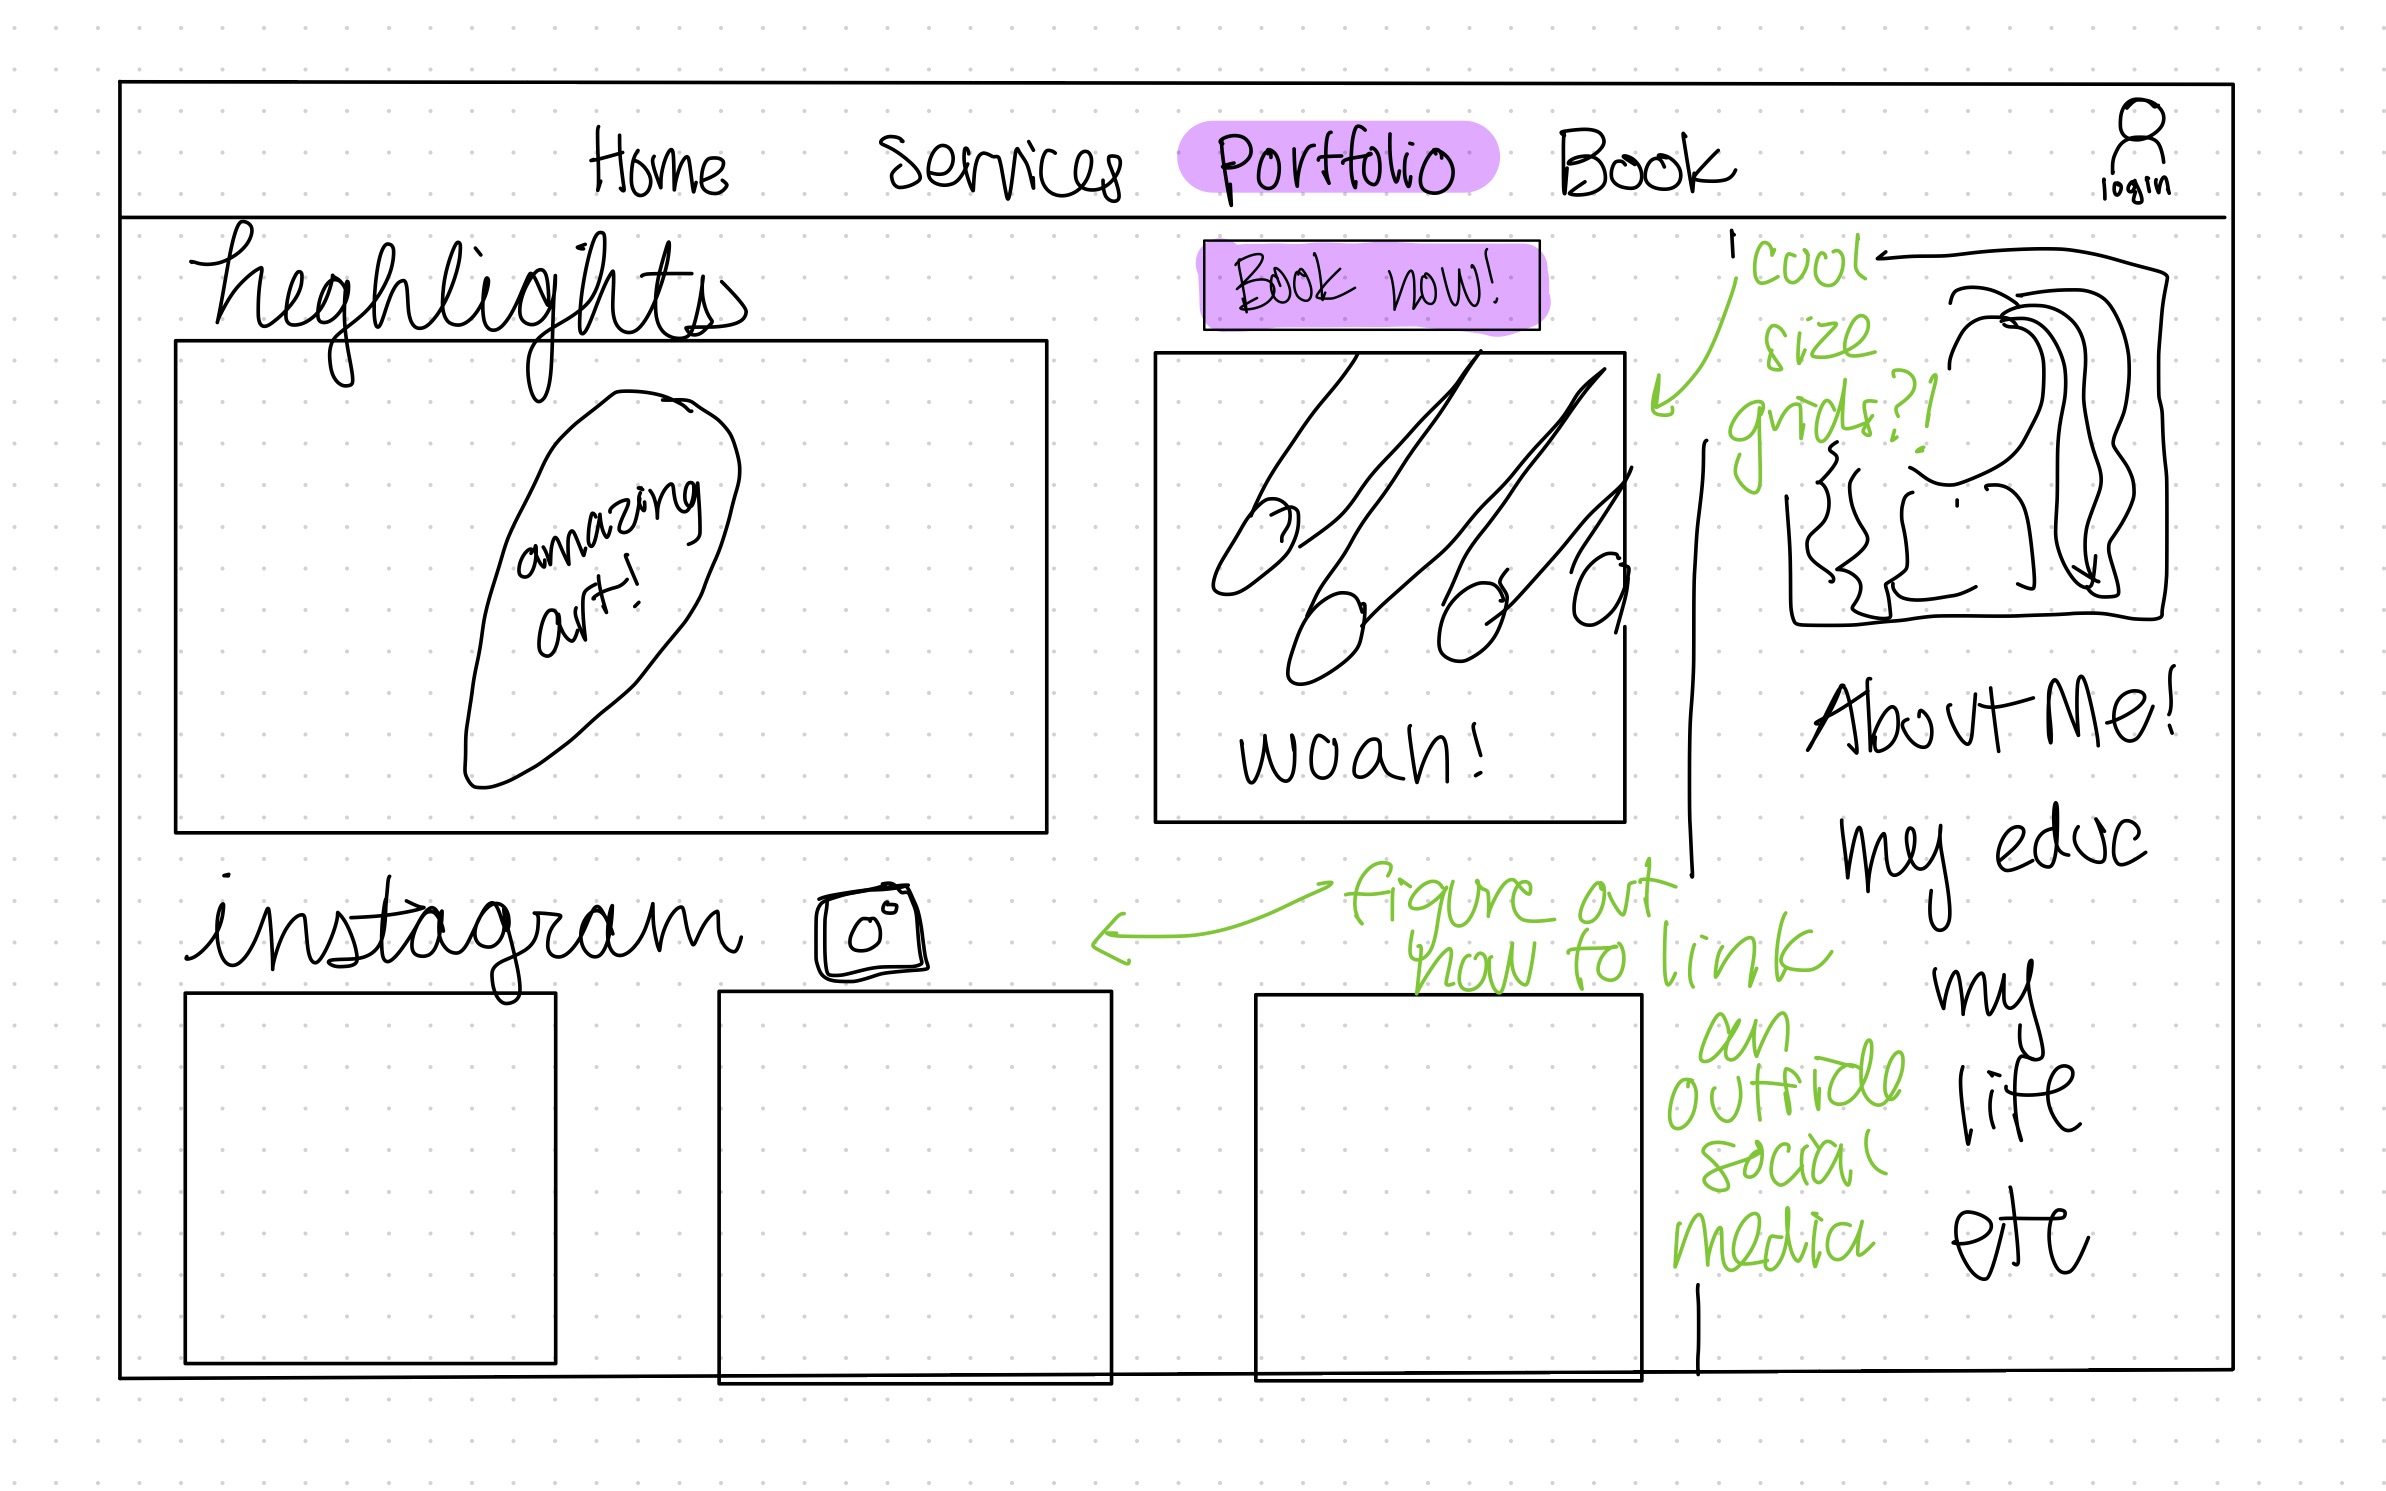 Home Services Portfolio Book
login
highlights
Book now!
cool
size
grids?!
amazing
art!
woah!
About Me!
my educ
my
life
etc
instagram
figure out
how to link
an
outside
social
media